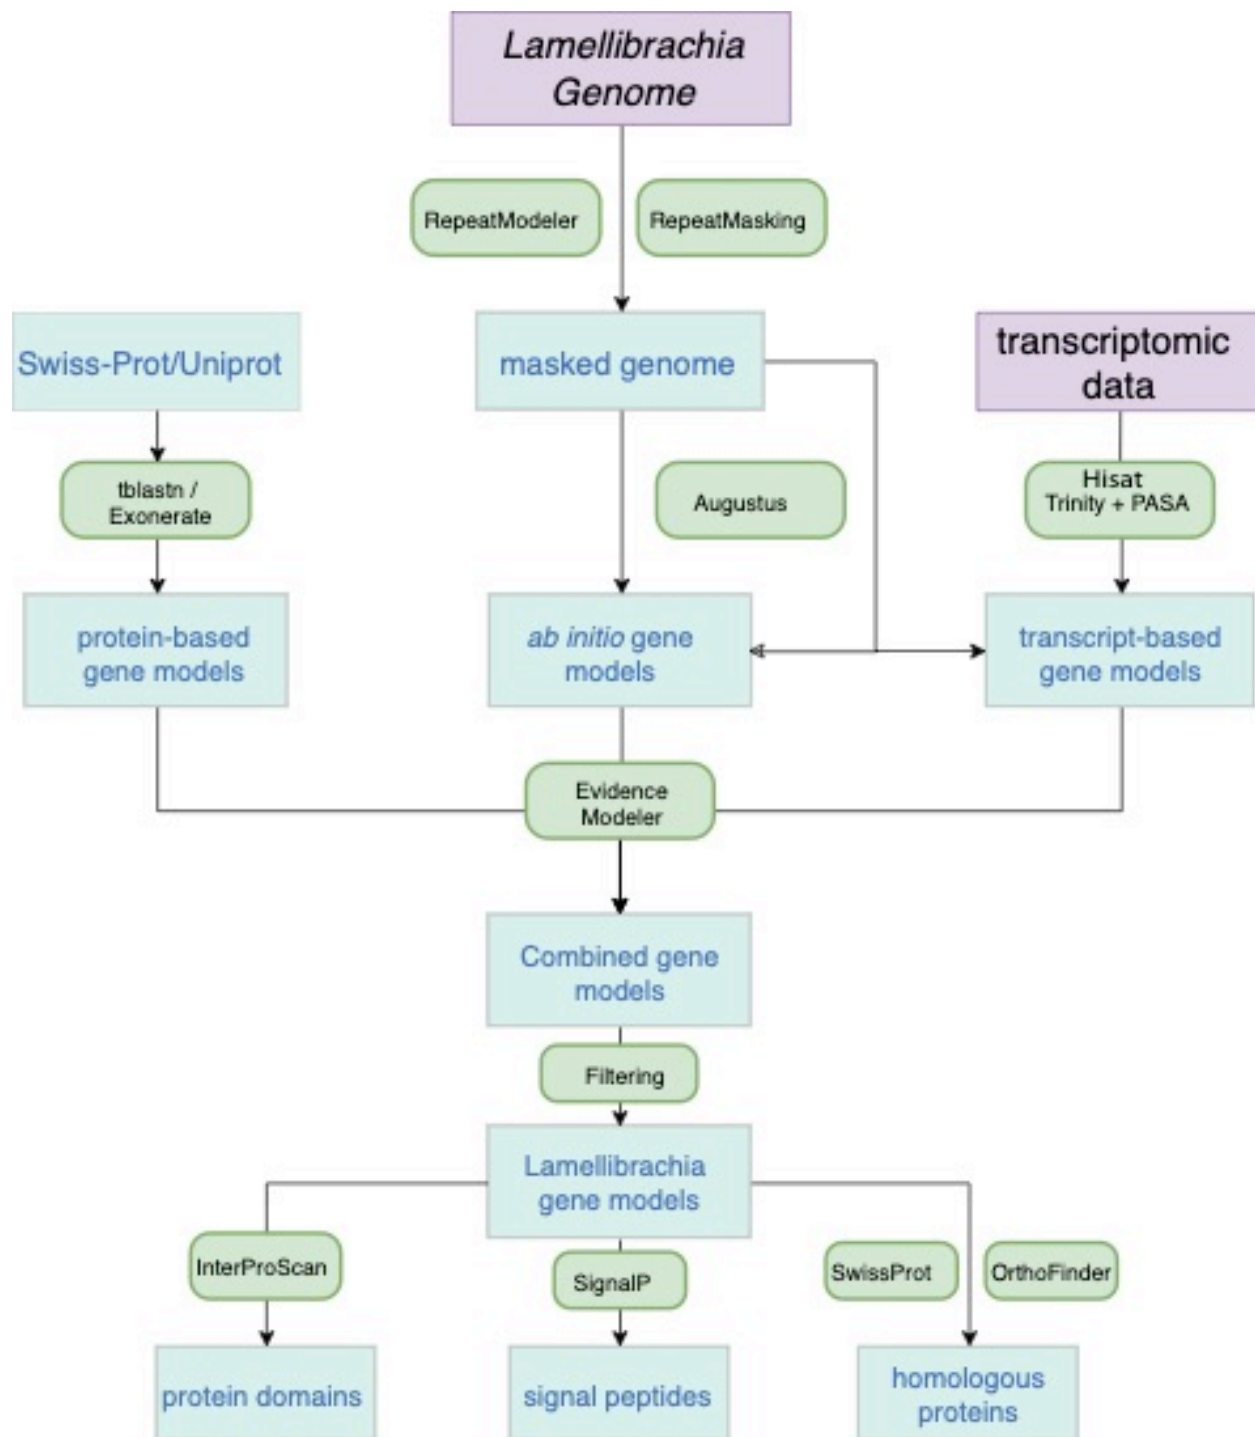 Lamellibrachia
Genome
RepeatModeler
RepeatMasking
Swiss-Prot/Uniprot
masked genome
transcriptomic
data
tblastn /
Exonerate
Augustus
Hisat
Trinity + PASA
protein-based
gene models
ab initio gene
models
transcript-based
gene models
Evidence
Modeler
Combined gene
models
Filtering
Lamellibrachia
gene models
InterProScan
SignalP
SwissProt
OrthoFinder
protein domains
signal peptides
homologous
proteins